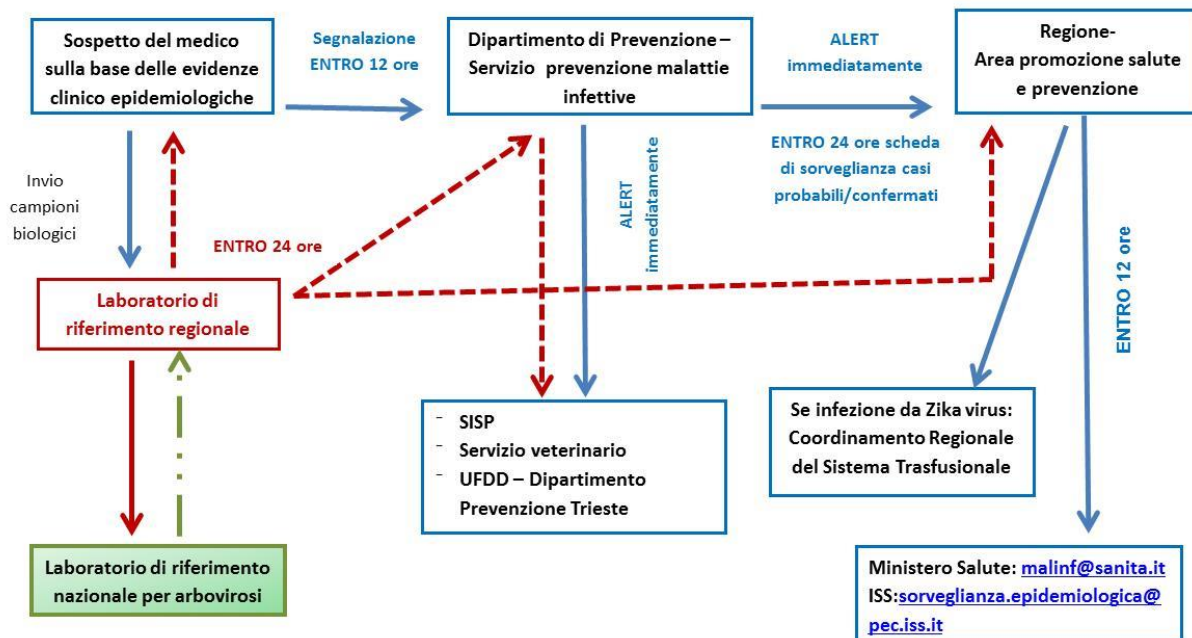 Sospetto del medico
sulla base delle evidenze
clinico epidemiologiche
Segnalazione
ENTRO 12 ore
Dipartimento di Prevenzione –
Servizio prevenzione malattie
infettive
ALERT
immediatamente
ENTRO 24 ore scheda
di sorveglianza casi
probabili/confermati
Regione-
Area promozione salute
e prevenzione
Invio
campioni
biologici
ENTRO 24 ore
ALERT
immediatamente
ENTRO 12 ore
Laboratorio di
riferimento regionale
- SISP
- Servizio veterinario
- UFDD – Dipartimento
Prevenzione Trieste
Se infezione da Zika virus:
Coordinamento Regionale
del Sistema Trasfusionale
Laboratorio di riferimento
nazionale per arbovirosi
Ministero Salute: malinf@sanita.it
ISS:sorveglianza.epidemiologica@
pec.iss.it